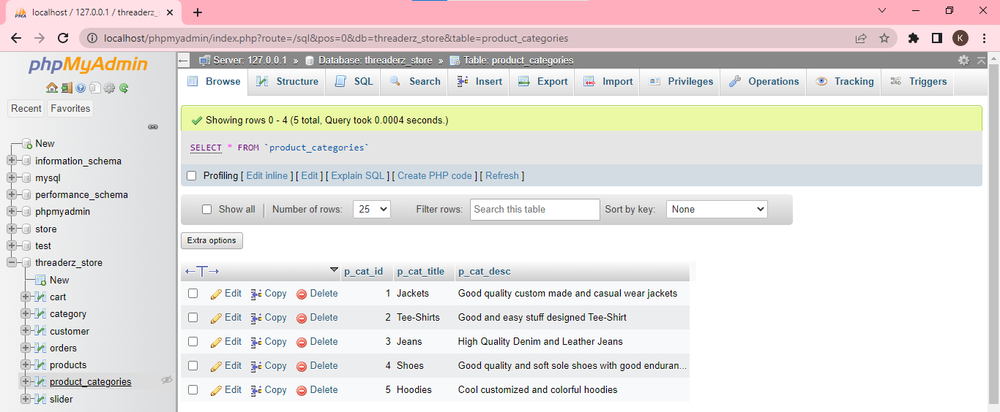 localhost / 127.0.0.1 / threaderz_s
localhost/phpmyadmin/index.php?route=/sql&pos=0&db=threaderz_store&table=product_categories
K
phpMyAdmin
Recent
Favorites
New
information_schema
mysql
performance_schema
phpmyadmin
store
test
threaderz_store
New
cart
category
customer
orders
products
product_categories
slider
Server: 127.0.0.1 » Database: threaderz_store » Table: product_categories
Browse Structure SQL Search Insert Export Import Privileges Operations Tracking Triggers
Showing rows 0 - 4 (5 total, Query took 0.0004 seconds.)
SELECT * FROM `product_categories`
Profiling [ Edit inline ] [ Edit ] [ Explain SQL ] [ Create PHP code ] [ Refresh ]
Show all | Number of rows: 25 Filter rows: Search this table Sort by key: None
Extra options
←T→ p_cat_id p_cat_title p_cat_desc
Edit Copy Delete 1 Jackets Good quality custom made and casual wear jackets
Edit Copy Delete 2 Tee-Shirts Good and easy stuff designed Tee-Shirt
Edit Copy Delete 3 Jeans High Quality Denim and Leather Jeans
Edit Copy Delete 4 Shoes Good quality and soft sole shoes with good enduran...
Edit Copy Delete 5 Hoodies Cool customized and colorful hoodies